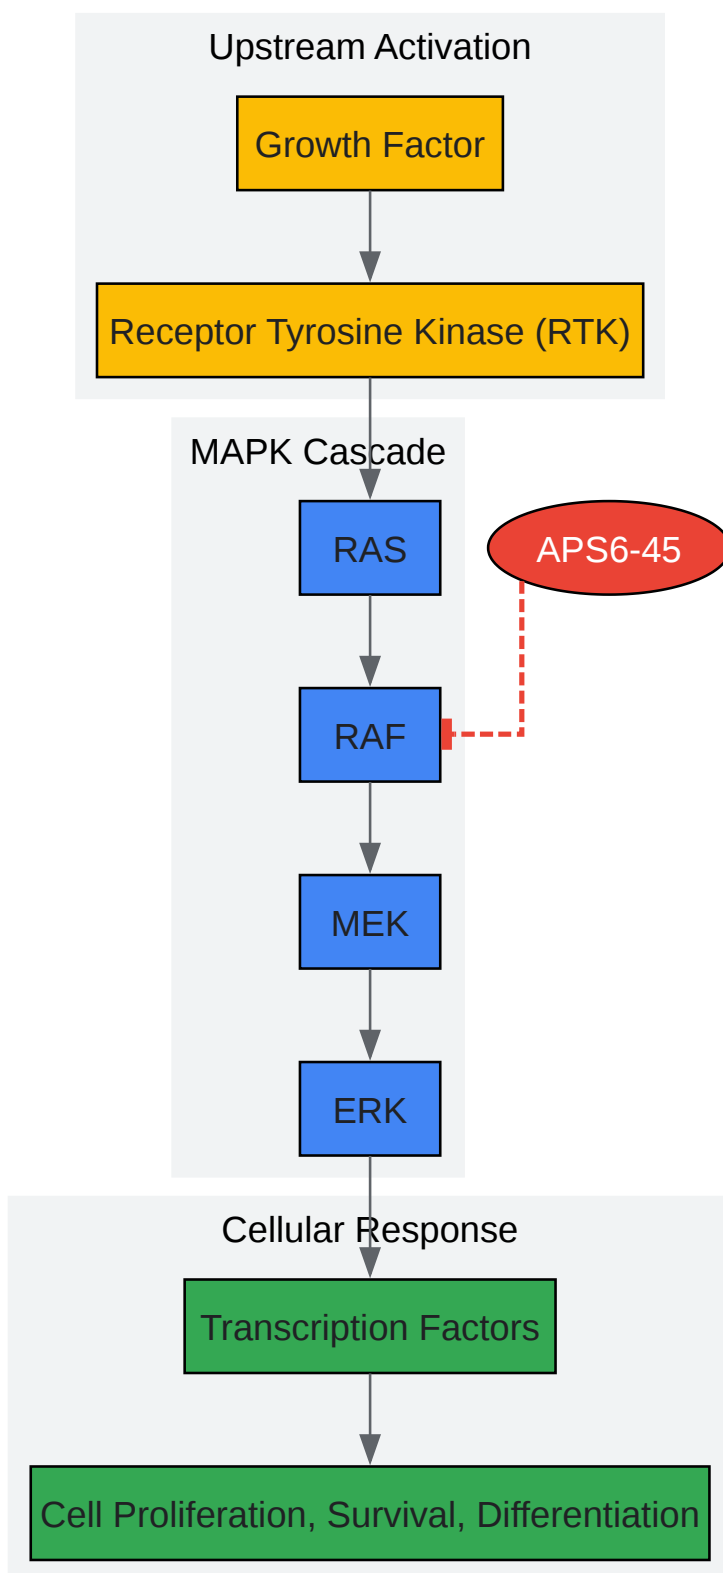 Upstream Activation
Growth Factor
Receptor Tyrosine Kinase (RTK)
MAPK Cascade
RAS
APS6-45
RAF
MEK
ERK
Cellular Response
Transcription Factors
Cell Proliferation, Survival, Differentiation